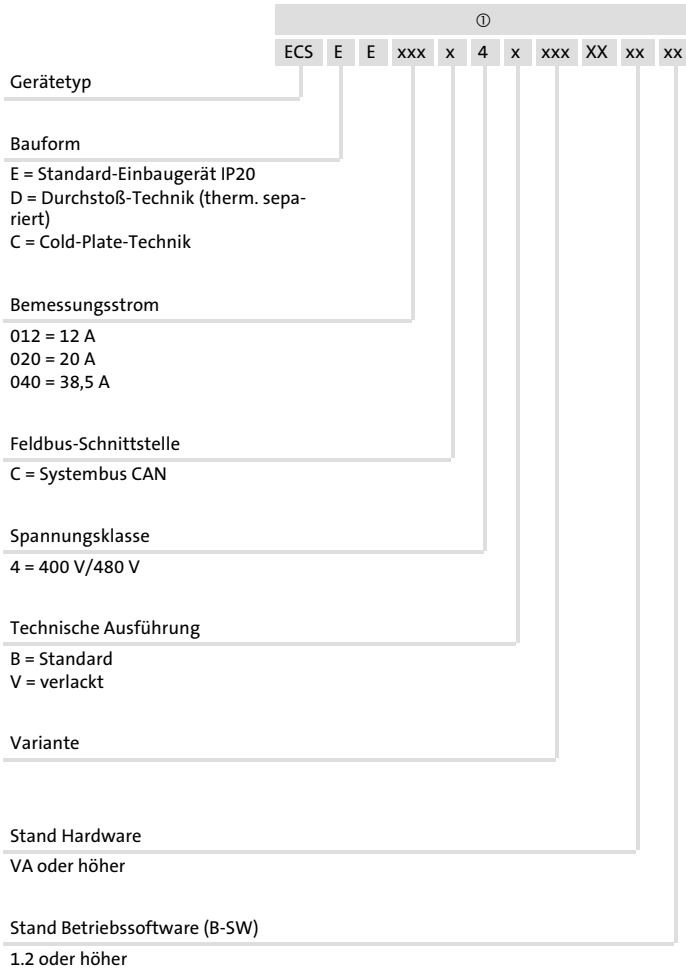 ①
ECS E E xxx x 4 x xxx XX xx xx
Gerätetyp
Bauform
E = Standard-Einbaugerät IP20
D = Durchstoß-Technik (therm. sepa-
riert)
C = Cold-Plate-Technik
Bemessungsstrom
012 = 12 A
020 = 20 A
040 = 38,5 A
Feldbus-Schnittstelle
C = Systembus CAN
Spannungsklasse
4 = 400 V/480 V
Technische Ausführung
B = Standard
V = verlackt
Variante
Stand Hardware
VA oder höher
Stand Betriebssoftware (B-SW)
1.2 oder höher